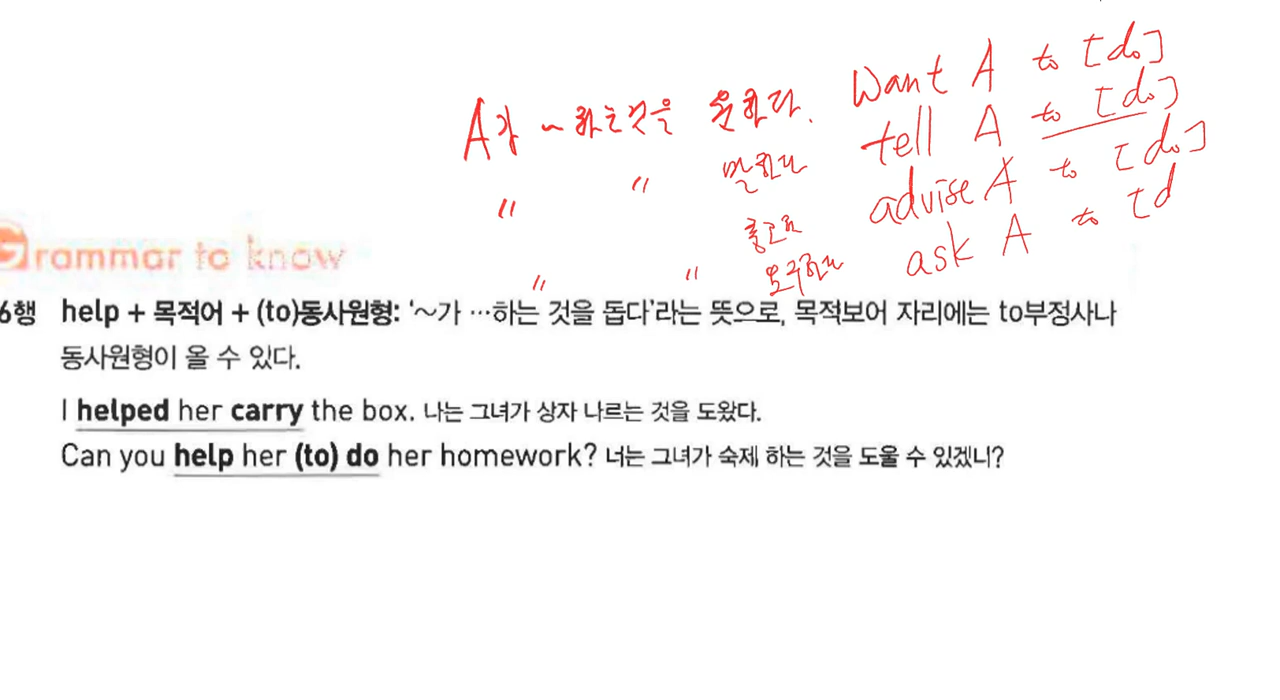 A가 ~하는것을 원한다. Want A to [do]
" " 말한다 tell A to [do]
충고 advise A to [do]
" " 요구한다 ask A to [d
Grammar to know
6행 help + 목적어 + (to)동사원형: ‘~가 …하는 것을 돕다’라는 뜻으로, 목적보어 자리에는 to부정사나
동사원형이 올 수 있다.
I helped her carry the box. 나는 그녀가 상자 나르는 것을 도왔다.
Can you help her (to) do her homework? 너는 그녀가 숙제 하는 것을 도울 수 있겠니?